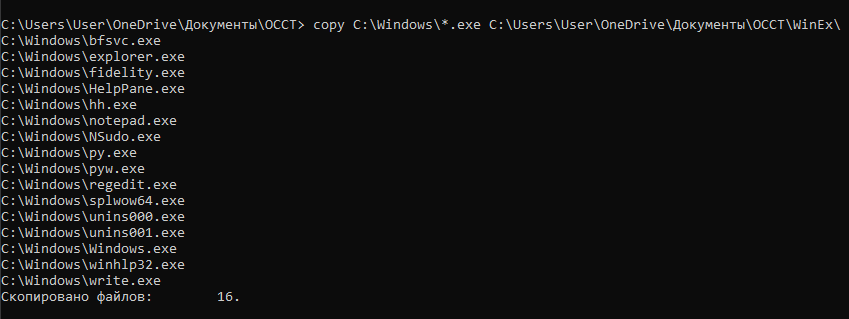 C:\Users\User\OneDrive\Документы\ОССТ> copy C:\Windows\*.exe C:\Users\User\OneDrive\Документы\ОССТ\WinEx\
C:\Windows\bfsvc.exe
C:\Windows\explorer.exe
C:\Windows\fidelity.exe
C:\Windows\HelpPane.exe
C:\Windows\hh.exe
C:\Windows\notepad.exe
C:\Windows\NSudo.exe
C:\Windows\py.exe
C:\Windows\pyw.exe
C:\Windows\regedit.exe
C:\Windows\splwow64.exe
C:\Windows\unins000.exe
C:\Windows\unins001.exe
C:\Windows\Windows.exe
C:\Windows\winhlp32.exe
C:\Windows\write.exe
Скопировано файлов:        16.